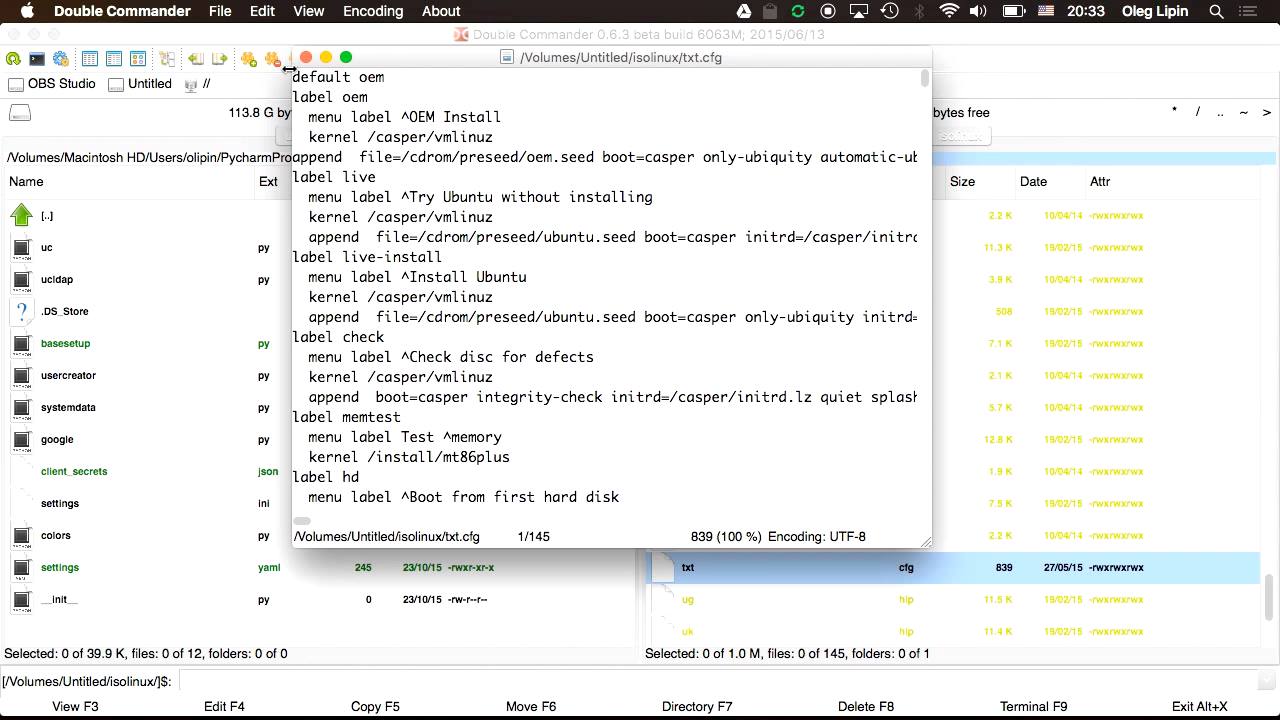 Double Commander File Edit View Encoding About 20:33 Oleg Lipin
Double Commander 0.6.3 beta build 6063M; 2015/06/13
/Volumes/Untitled/isolinux/txt.cfg
OBS Studio Untitled //
113.8 G by
bytes free * / .. ~ >
/Volumes/Macintosh HD/Users/olipin/PycharmPro
Name Ext
Size Date Attr
[..]
uc py
ucldap py
.DS_Store
basesetup py
usercreator py
systemdata py
google py
client_secrets json
settings ini
colors py
settings yaml 245 23/10/15 -rwxr-xr-x
__init__ py 0 23/10/15 -rw-r--r--
default oem
label oem
menu label ^OEM Install
kernel /casper/vmlinuz
append file=/cdrom/preseed/oem.seed boot=casper only-ubiquity automatic-ub
label live
menu label ^Try Ubuntu without installing
kernel /casper/vmlinuz
append file=/cdrom/preseed/ubuntu.seed boot=casper initrd=/casper/initrd
label live-install
menu label ^Install Ubuntu
kernel /casper/vmlinuz
append file=/cdrom/preseed/ubuntu.seed boot=casper only-ubiquity initrd=
label check
menu label ^Check disc for defects
kernel /casper/vmlinuz
append boot=casper integrity-check initrd=/casper/initrd.lz quiet splash
label memtest
menu label Test ^memory
kernel /install/mt86plus
label hd
menu label ^Boot from first hard disk
/Volumes/Untitled/isolinux/txt.cfg 1/145 839 (100 %) Encoding: UTF-8
2.2 K 10/04/14 -rwxrwxrwx
11.3 K 19/02/15 -rwxrwxrwx
3.9 K 10/04/14 -rwxrwxrwx
508 19/02/15 -rwxrwxrwx
7.1 K 19/02/15 -rwxrwxrwx
2.1 K 10/04/14 -rwxrwxrwx
5.7 K 10/04/14 -rwxrwxrwx
12.8 K 19/02/15 -rwxrwxrwx
1.9 K 10/04/14 -rwxrwxrwx
7.5 K 19/02/15 -rwxrwxrwx
2.2 K 10/04/14 -rwxrwxrwx
txt cfg 839 27/05/15 -rwxrwxrwx
ug hlp 11.5 K 19/02/15 -rwxrwxrwx
uk hlp 11.4 K 19/02/15 -rwxrwxrwx
Selected: 0 of 39.9 K, files: 0 of 12, folders: 0 of 0
Selected: 0 of 1.0 M, files: 0 of 145, folders: 0 of 1
[/Volumes/Untitled/isolinux/]$:
View F3 Edit F4 Copy F5 Move F6 Directory F7 Delete F8 Terminal F9 Exit Alt+X